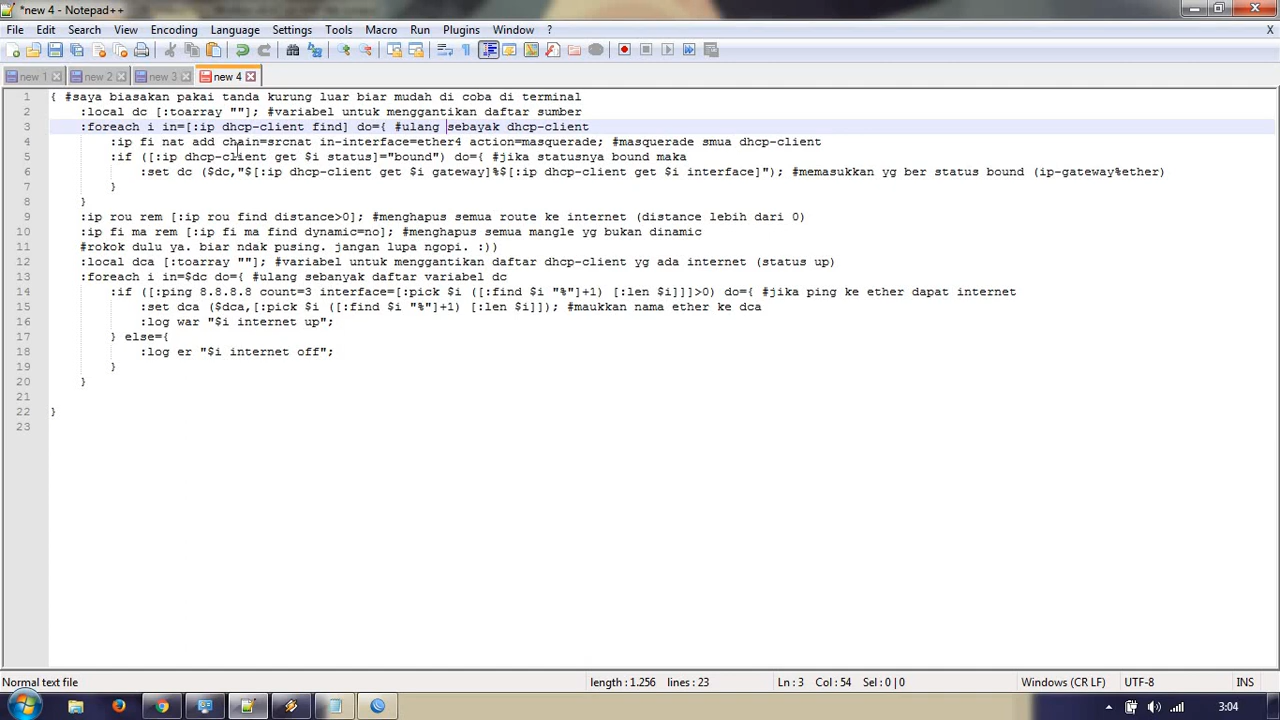 *new 4 - Notepad++
File Edit Search View Encoding Language Settings Tools Macro Run Plugins Window ? X
new 1 new 2 new 3 new 4
1 { #saya biasakan pakai tanda kurung luar biar mudah di coba di terminal
2 :local dc [:toarray ""]; #variabel untuk menggantikan daftar sumber
3 :foreach i in=[:ip dhcp-client find] do={ #ulang sebayak dhcp-client
4 :ip fi nat add chain=srcnat in-interface=ether4 action=masquerade; #masquerade smua dhcp-client
5 :if ([:ip dhcp-client get $i status]="bound") do={ #jika statusnya bound maka
6 :set dc ($dc,"$[:ip dhcp-client get $i gateway]%$[:ip dhcp-client get $i interface]"); #memasukkan yg ber status bound (ip-gateway%ether)
7 }
8 }
9 :ip rou rem [:ip rou find distance>0]; #menghapus semua route ke internet (distance lebih dari 0)
10 :ip fi ma rem [:ip fi ma find dynamic=no]; #menghapus semua mangle yg bukan dinamic
11 #rokok dulu ya. biar ndak pusing. jangan lupa ngopi. :))
12 :local dca [:toarray ""]; #variabel untuk menggantikan daftar dhcp-client yg ada internet (status up)
13 :foreach i in=$dc do={ #ulang sebanyak daftar variabel dc
14 :if ([:ping 8.8.8.8 count=3 interface=[:pick $i ([:find $i "%"]+1) [:len $i]]]>0) do={ #jika ping ke ether dapat internet
15 :set dca ($dca,[:pick $i ([:find $i "%"]+1) [:len $i]]); #maukkan nama ether ke dca
16 :log war "$i internet up";
17 } else={
18 :log er "$i internet off";
19 }
20 }
21
22 }
23
Normal text file length : 1.256 lines : 23 Ln : 3 Col : 54 Sel : 0 | 0 Windows (CR LF) UTF-8 INS
3:04